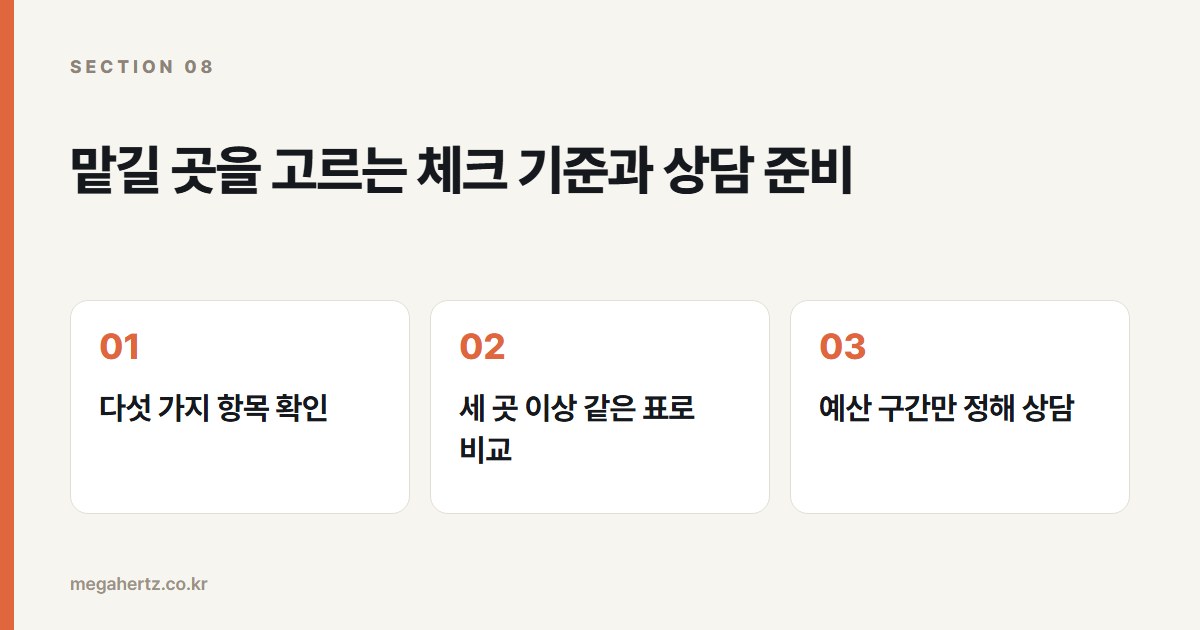 SECTION 08
맡길 곳을 고르는 체크 기준과 상담 준비
01
다섯 가지 항목 확인
02
세 곳 이상 같은 표로
비교
03
예산 구간만 정해 상담
megahertz.co.kr